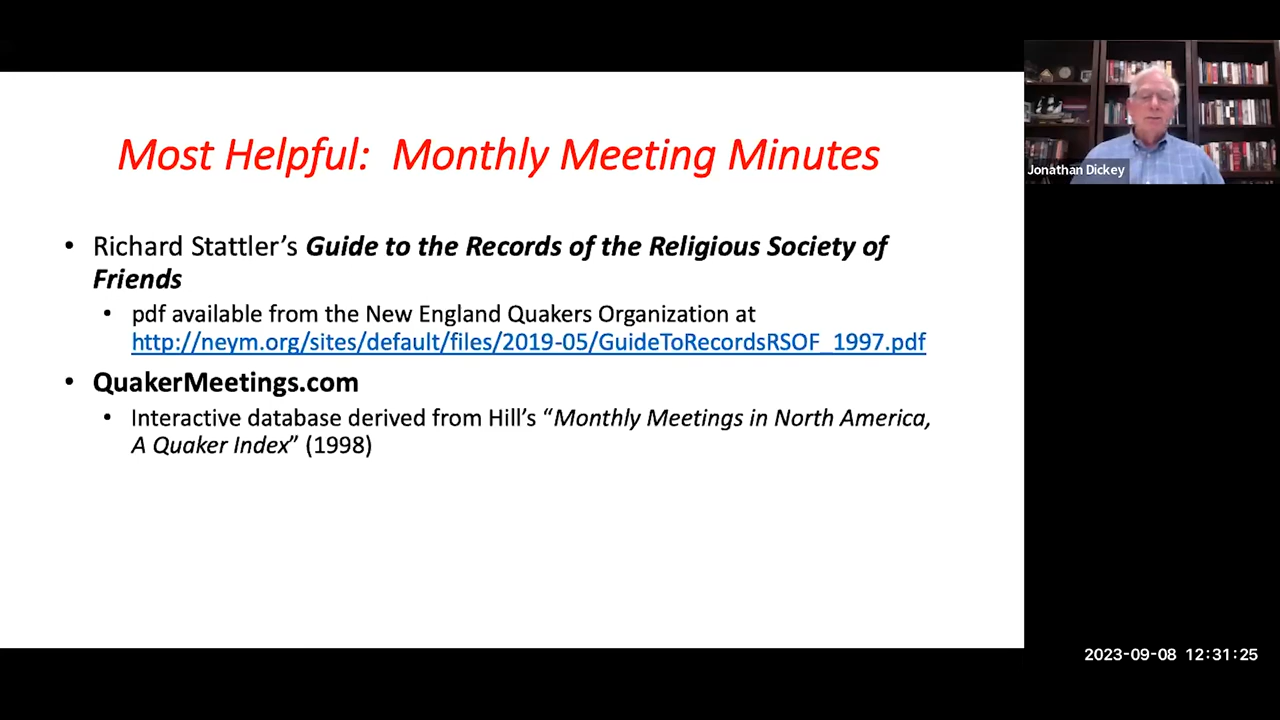 Most Helpful:  Monthly Meeting Minutes
Jonathan Dickey
• Richard Stattler’s Guide to the Records of the Religious Society of
Friends
• pdf available from the New England Quakers Organization at
http://neym.org/sites/default/files/2019-05/GuideToRecordsRSOF_1997.pdf
• QuakerMeetings.com
• Interactive database derived from Hill’s “Monthly Meetings in North America,
A Quaker Index” (1998)
2023-09-08 12:31:25